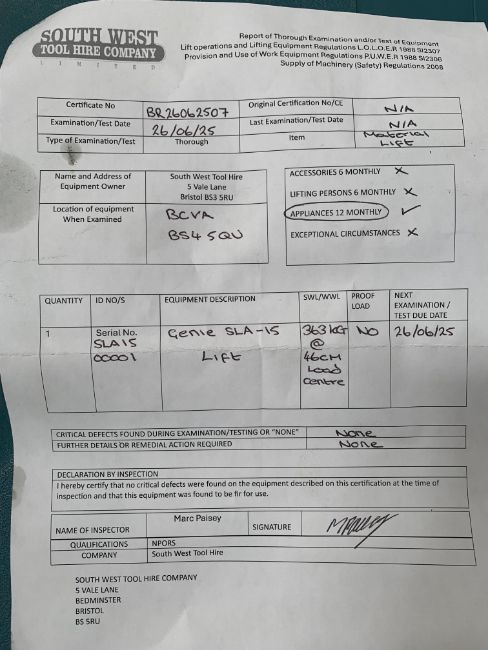 SOUTH WEST
TOOL HIRE COMPANY
L I M I T E D
Report of Thorough Examination and/or Test of Equipment
Lift operations and Lifting Equipment Regulations L.O.L.E.R 1988 SI2307
Provision and Use of Work Equipment Regulations P.U.W.E.R 1988 SI2306
Supply of Machinery (Safety) Regulations 2008
Certificate No BR26062507 Original Certification No/CE N/A
Examination/Test Date 26/06/25 Last Examination/Test Date N/A
Type of Examination/Test Thorough Item Material Lift
Name and Address of Equipment Owner
South West Tool Hire
5 Vale Lane
Bristol BS3 5RU
Location of equipment When Examined
BCVA
BS4 5QU
ACCESSORIES 6 MONTHLY X
LIFTING PERSONS 6 MONTHLY X
APPLIANCES 12 MONTHLY ✓
EXCEPTIONAL CIRCUMSTANCES X
QUANTITY ID NO/S EQUIPMENT DESCRIPTION SWL/WWL PROOF LOAD NEXT EXAMINATION / TEST DUE DATE
1 Serial No. SLA15 00001 Genie SLA-15 Lift 363kg @ 46CM Load Centre NO 26/06/25
CRITICAL DEFECTS FOUND DURING EXAMINATION/TESTING OR "NONE" None
FURTHER DETAILS OR REMEDIAL ACTION REQUIRED None
DECLARATION BY INSPECTION
I hereby certify that no critical defects were found on the equipment described on this certification at the time of
inspection and that this equipment was found to be fir for use.
NAME OF INSPECTOR Marc Paisey SIGNATURE
QUALIFICATIONS NPORS
COMPANY South West Tool Hire
SOUTH WEST TOOL HIRE COMPANY
5 VALE LANE
BEDMINSTER
BRISTOL
BS 5RU